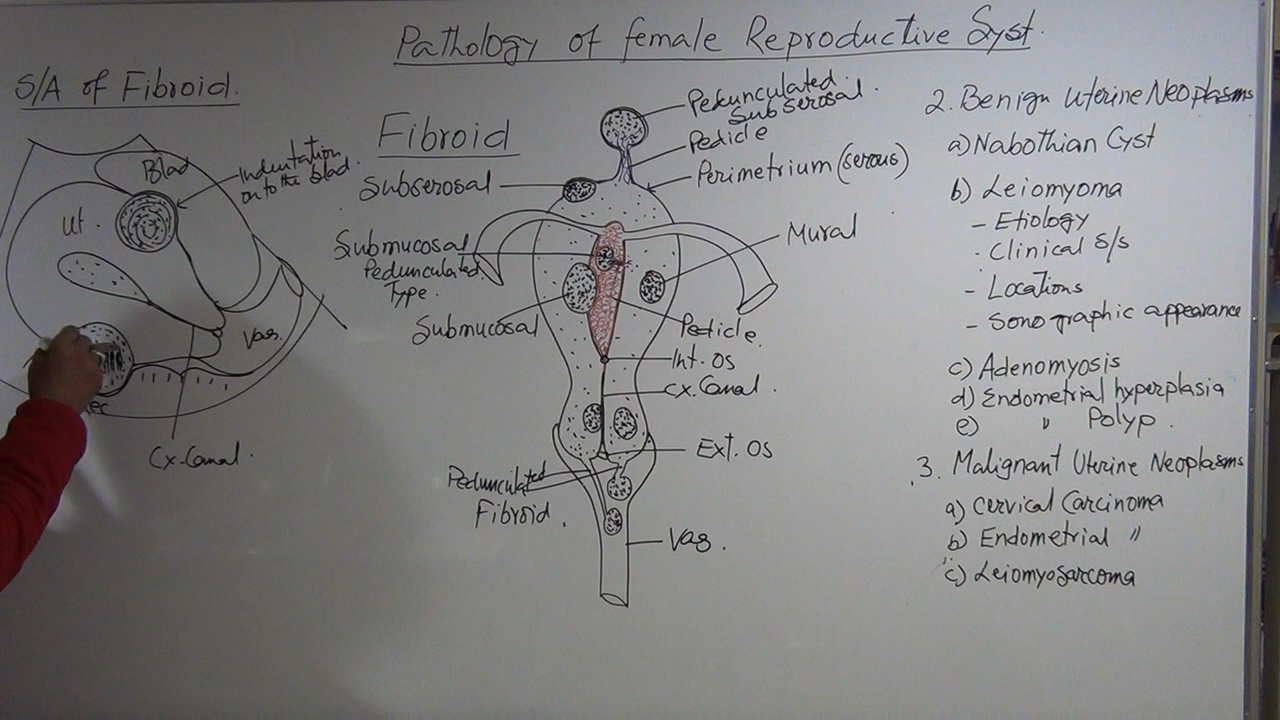 Pathology of female Reproductive Syst.
S/A of Fibroid.
Blad
Indentation
onto the blad.
Ut.
Vag.
Cx. Canal.
Fibroid
Pedunculated
Subserosal.
Pedicle
Perimetrium (serous)
Subserosal
Submucosal
Pedunculated
Type.
Mural
Submucosal
Pedicle
Int. Os
Cx. Canal.
Ext. Os
Pedunculated
Fibroid.
Vag.
2. Benign Uterine Neoplasms
a) Nabothian Cyst
b) Leiomyoma
- Etiology
- Clinical S/s
- Locations
- Sonographic appearance
c) Adenomyosis
d) Endometrial hyperplasia
e) " Polyp.
3. Malignant Uterine Neoplasms
a) Cervical Carcinoma
b) Endometrial "
c) Leiomyosarcoma